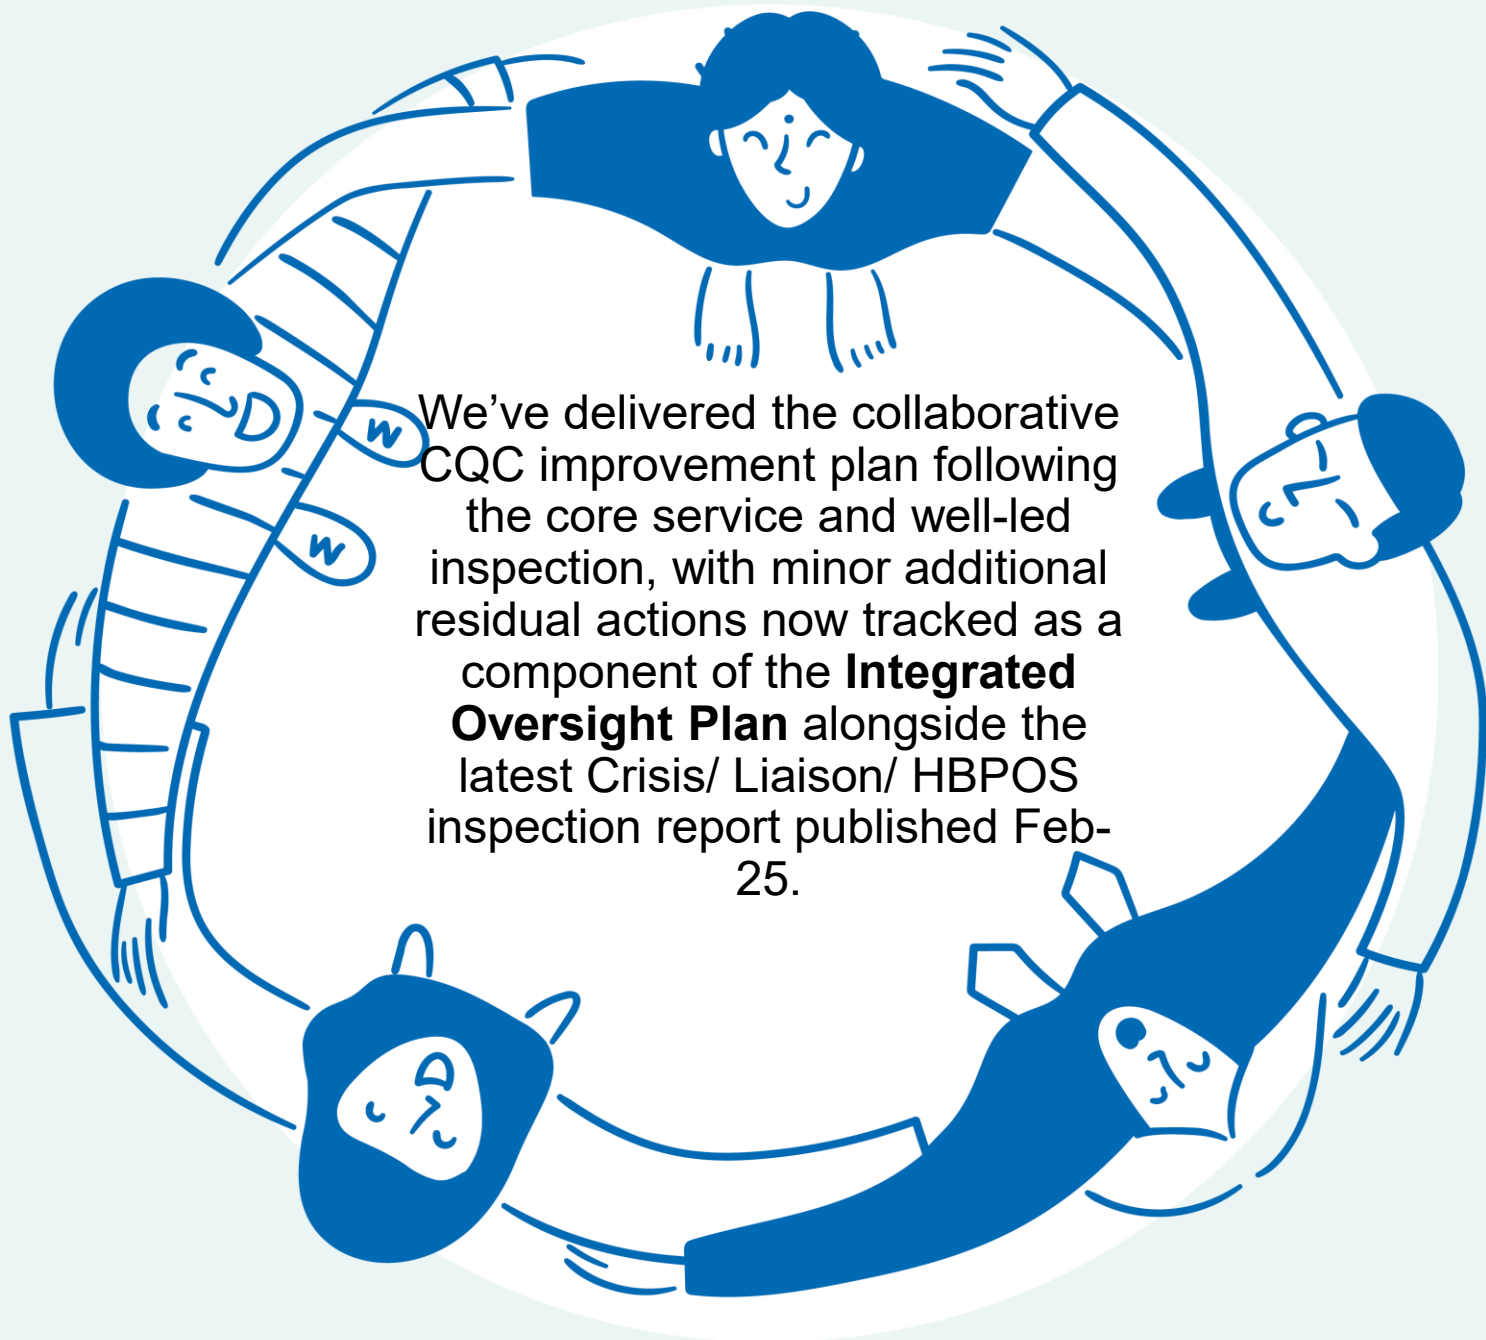 We’ve delivered the collaborative
CQC improvement plan following
the core service and well-led
inspection, with minor additional
residual actions now tracked as a
component of the Integrated
Oversight Plan alongside the
latest Crisis/ Liaison/ HBPOS
inspection report published Feb-
25.